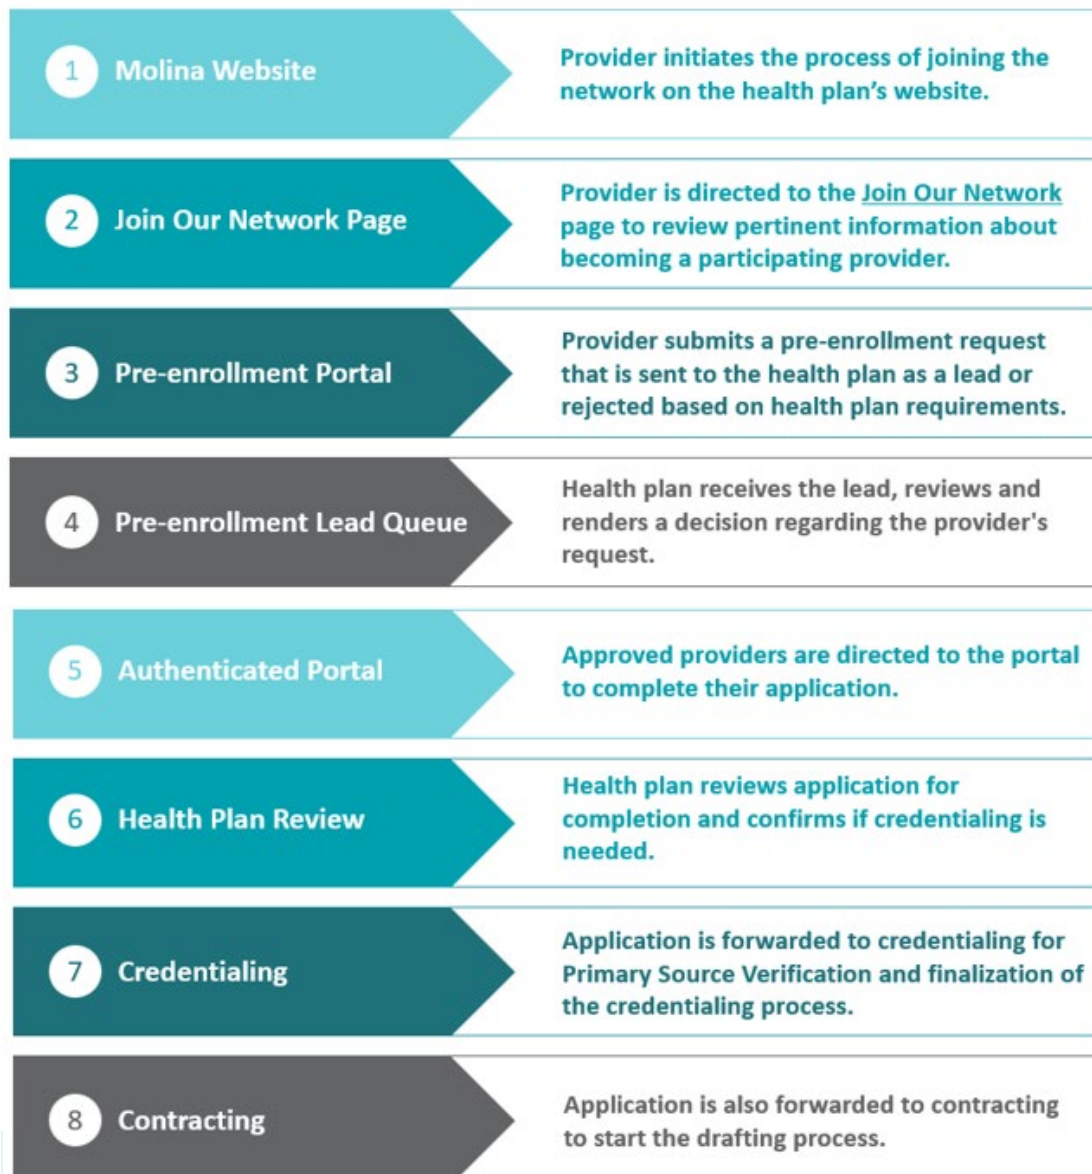 1 Molina Website
Provider initiates the process of joining the
network on the health plan's website.
2 Join Our Network Page
Provider is directed to the Join Our Network
page to review pertinent information about
becoming a participating provider.
3 Pre-enrollment Portal
Provider submits a pre-enrollment request
that is sent to the health plan as a lead or
rejected based on health plan requirements.
4 Pre-enrollment Lead Queue
Health plan receives the lead, reviews and
renders a decision regarding the provider's
request.
5 Authenticated Portal
Approved providers are directed to the portal
to complete their application.
6 Health Plan Review
Health plan reviews application for
completion and confirms if credentialing is
needed.
7 Credentialing
Application is forwarded to credentialing for
Primary Source Verification and finalization of
the credentialing process.
8 Contracting
Application is also forwarded to contracting
to start the drafting process.